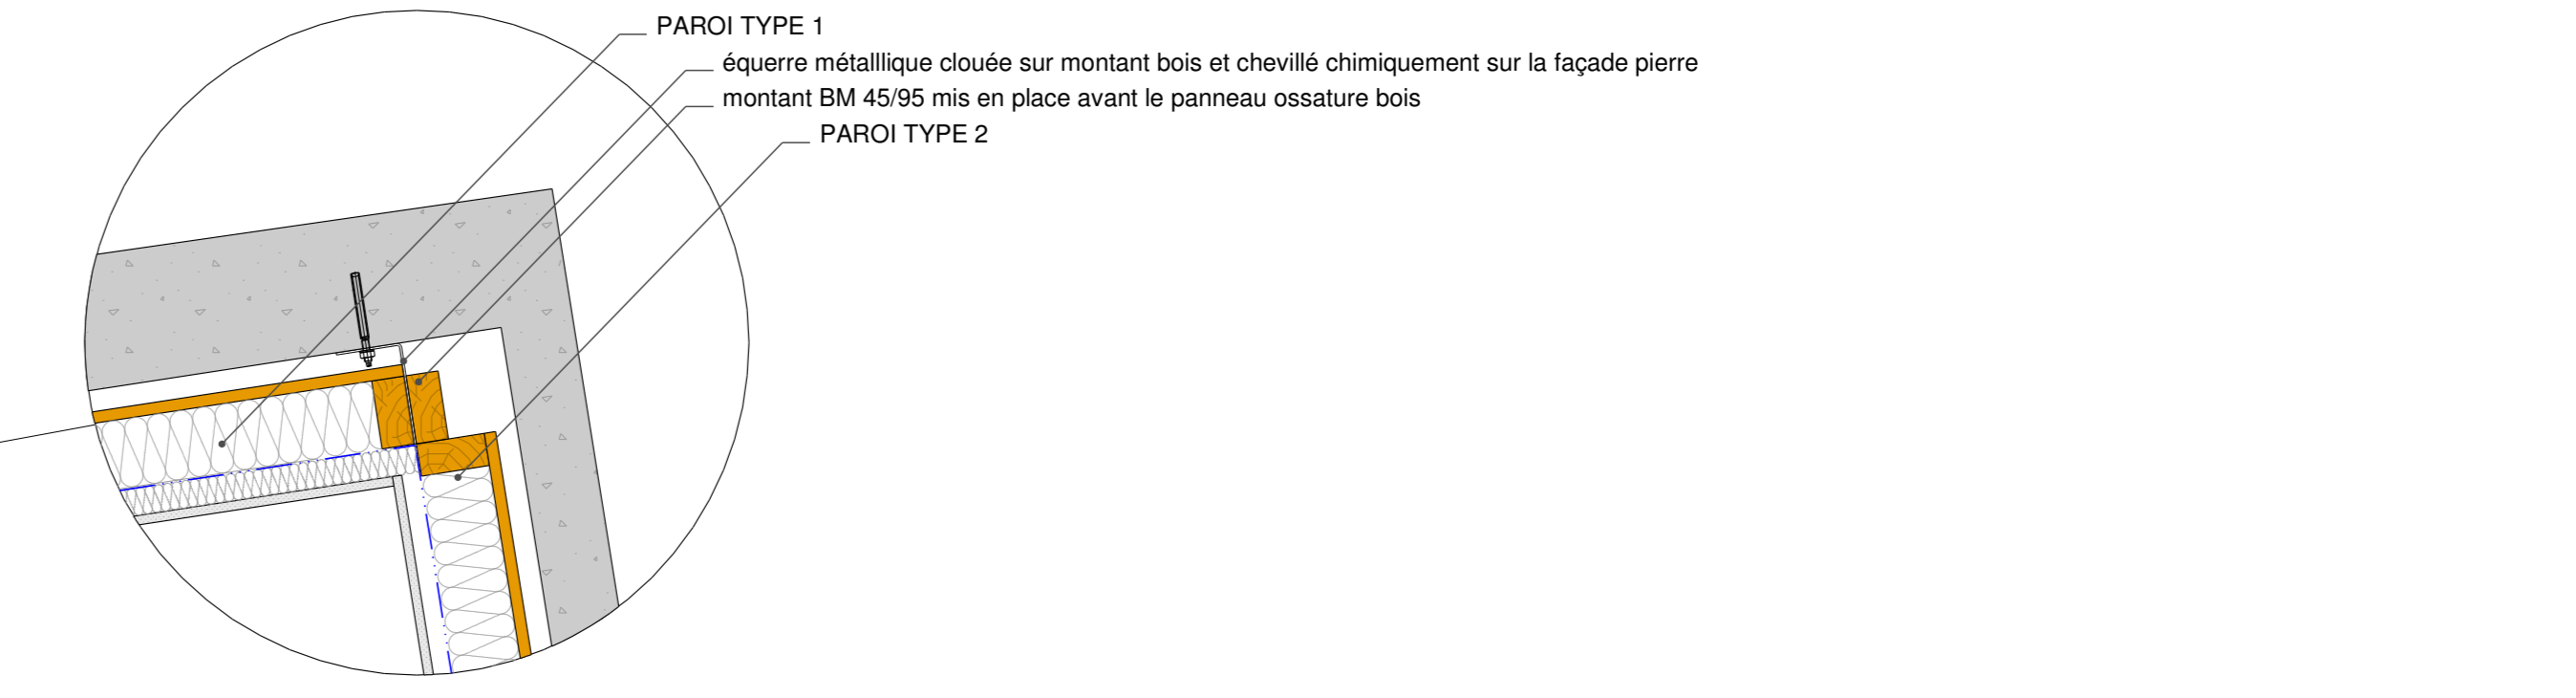 PAROI TYPE 1
équerre métalllique clouée sur montant bois et chevillé chimiquement sur la façade pierre
montant BM 45/95 mis en place avant le panneau ossature bois
PAROI TYPE 2